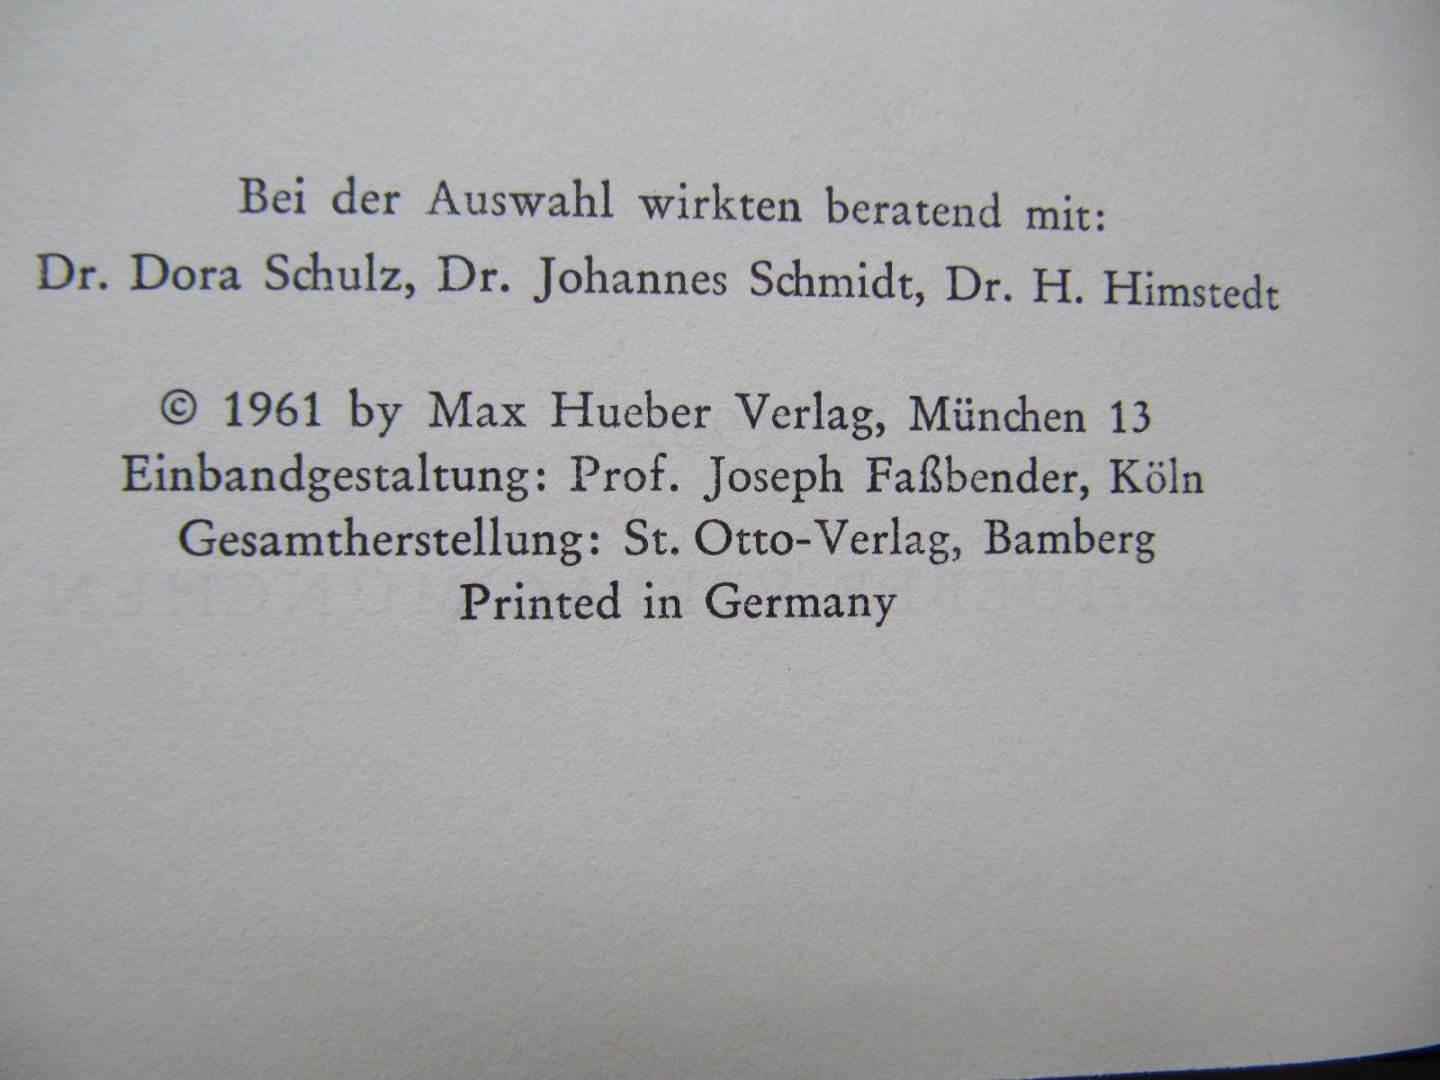 Bei der Auswahl wirkten beratend mit:
Dr. Dora Schulz, Dr. Johannes Schmidt, Dr. H. Himstedt
© 1961 by Max Hueber Verlag, München 13
Einbandgestaltung: Prof. Joseph Faßbender, Köln
Gesamtherstellung: St. Otto-Verlag, Bamberg
Printed in Germany